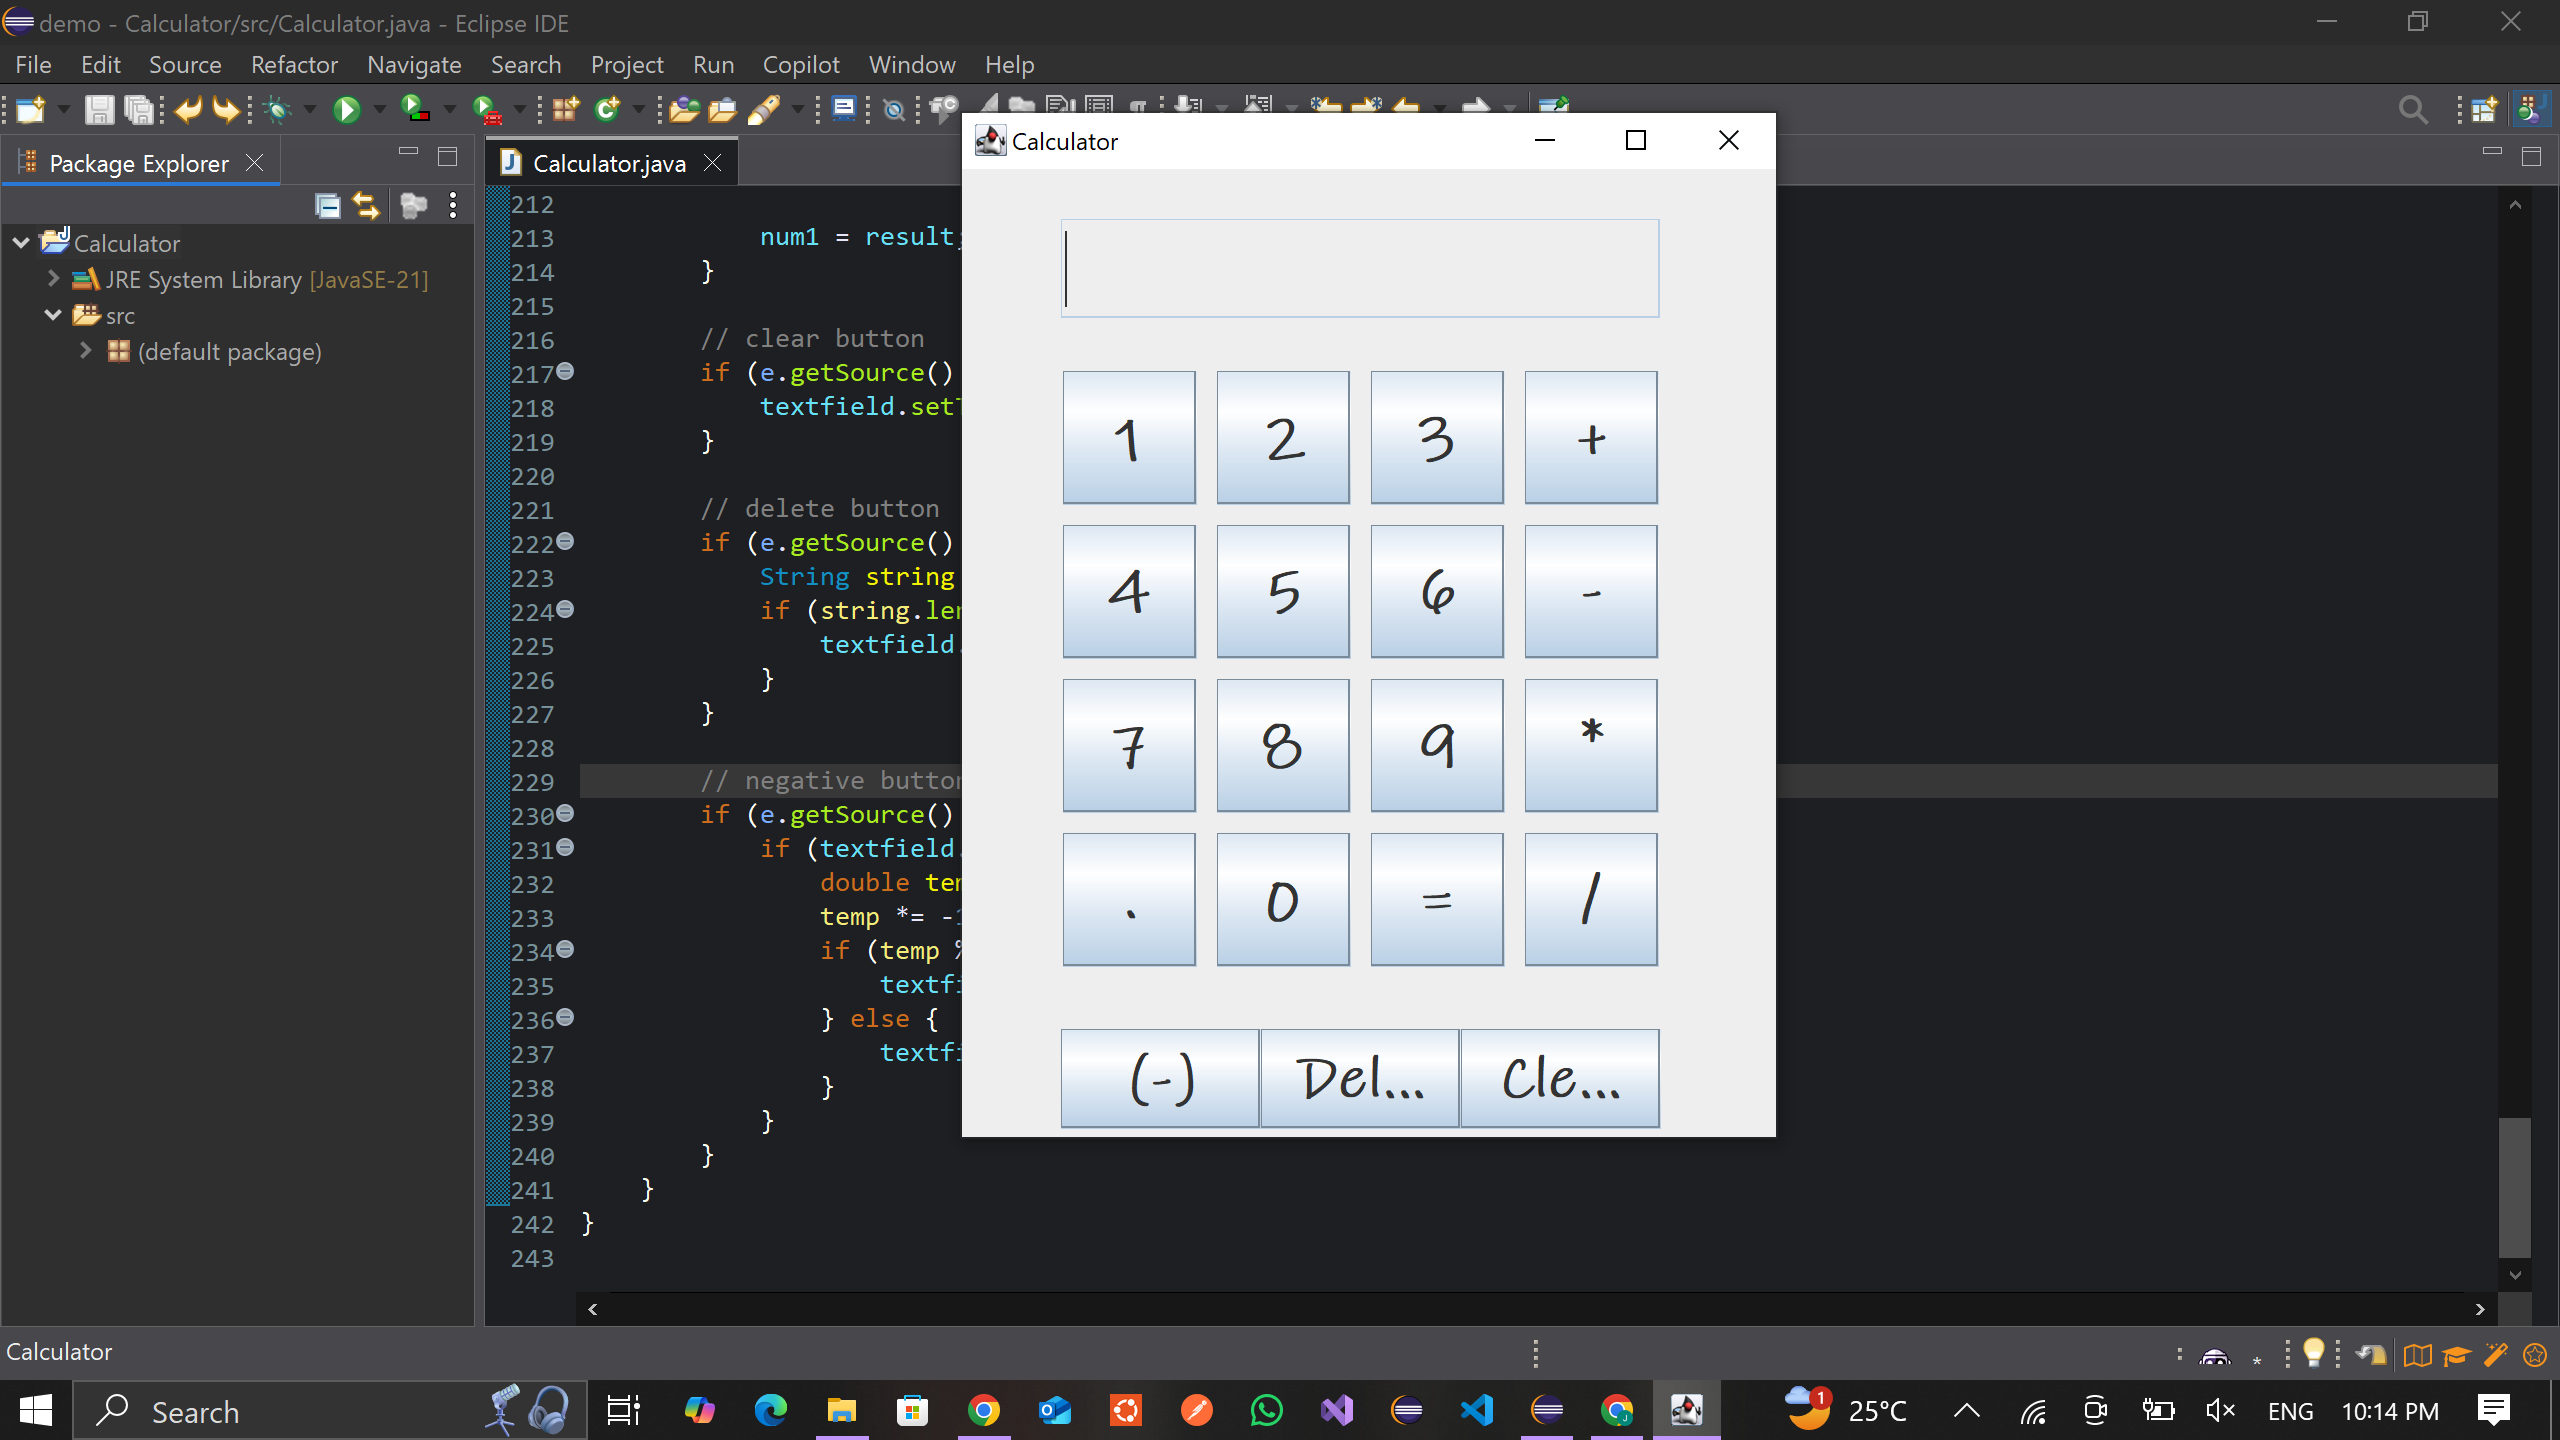 demo - Calculator/src/Calculator.java - Eclipse IDE
File Edit Source Refactor Navigate Search Project Run Copilot Window Help
Package Explorer
Calculator
JRE System Library [JavaSE-21]
src
(default package)
Calculator.java
212
213 num1 = result;
214 }
215
216 // clear button
217 if (e.getSource()
218 textfield.set
219 }
220
221 // delete button
222 if (e.getSource()
223 String string
224 if (string.len
225 textfield.
226 }
227 }
228
229 // negative button
230 if (e.getSource()
231 if (textfield.
232 double tem
233 temp *= -1
234 if (temp %
235 textfi
236 } else {
237 textfi
238 }
239 }
240 }
241 }
242 }
243
Calculator
1 2 3 +
4 5 6 -
7 8 9 *
. 0 = /
(-) Del... Cle...
Calculator
Search
1
25°C
ENG
10:14 PM